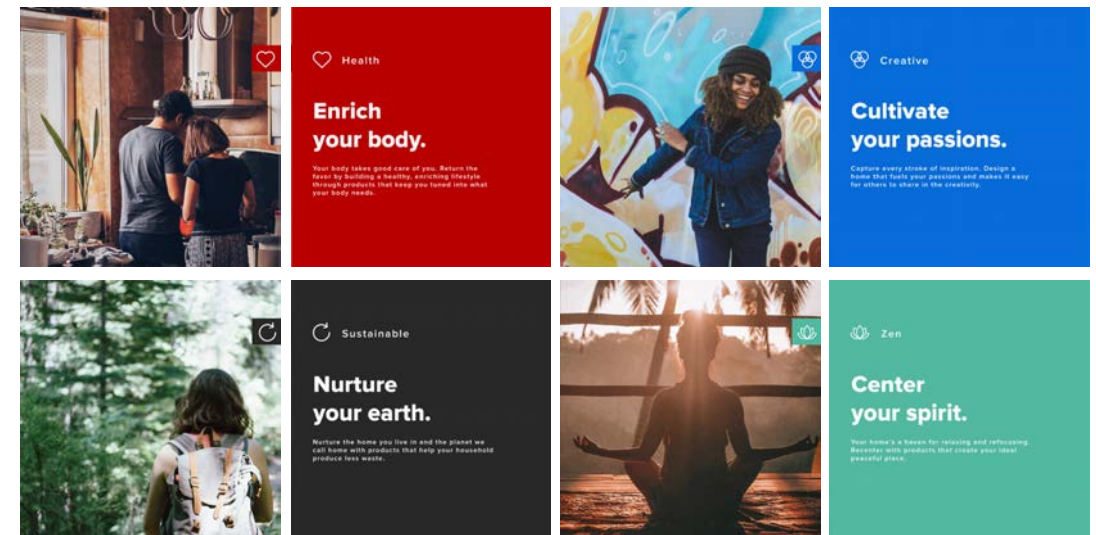 Health
Enrich
your body.
Your body takes good care of you. Return the
favor by building a healthy, enriching lifestyle
through products that keep you tuned into what
your body needs.
Creative
Cultivate
your passions.
Capture every stroke of inspiration. Design a
home that fuels your passions and makes it easy
for others to share in the creativity.
Sustainable
Nurture
your earth.
Nurture the home you live in and the planet we
call home with products that help your household
produce less waste.
Zen
Center
your spirit.
Your home's a haven for relaxing and refocusing.
Recenter with products that create your ideal
peaceful place.